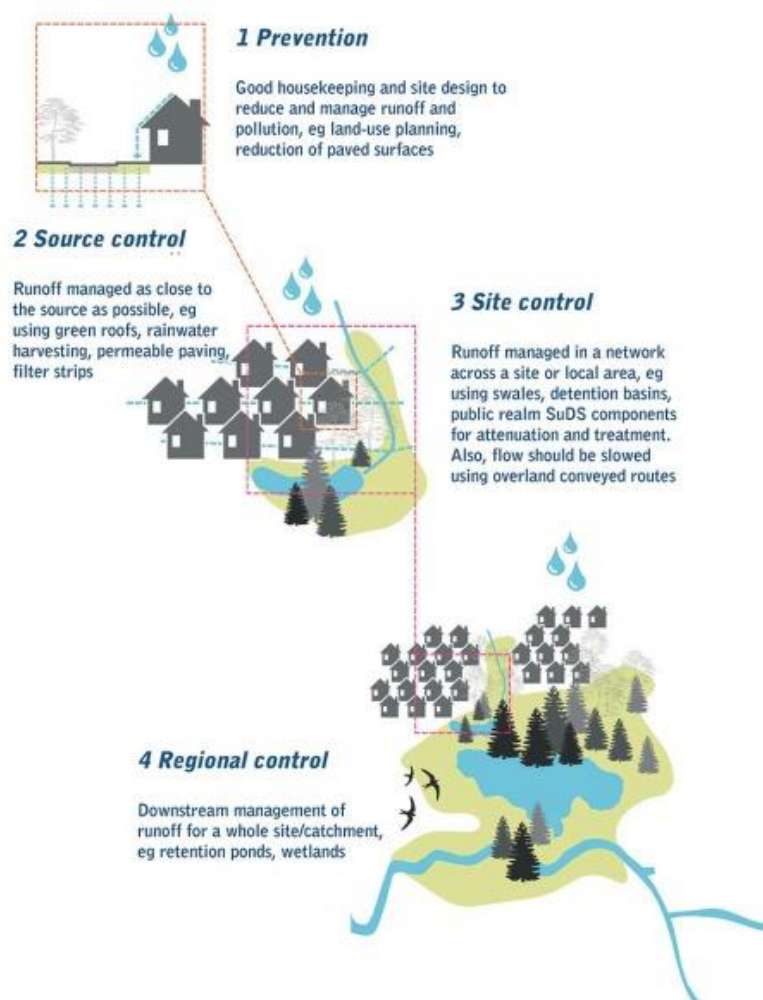 1 Prevention
Good housekeeping and site design to
reduce and manage runoff and
pollution, eg land-use planning,
reduction of paved surfaces
2 Source control
Runoff managed as close to
the source as possible, eg
using green roofs, rainwater
harvesting, permeable paving,
filter strips
3 Site control
Runoff managed in a network
across a site or local area, eg
using swales, detention basins,
public realm SuDS components
for attenuation and treatment.
Also, flow should be slowed
using overland conveyed routes
4 Regional control
Downstream management of
runoff for a whole site/catchment,
eg retention ponds, wetlands